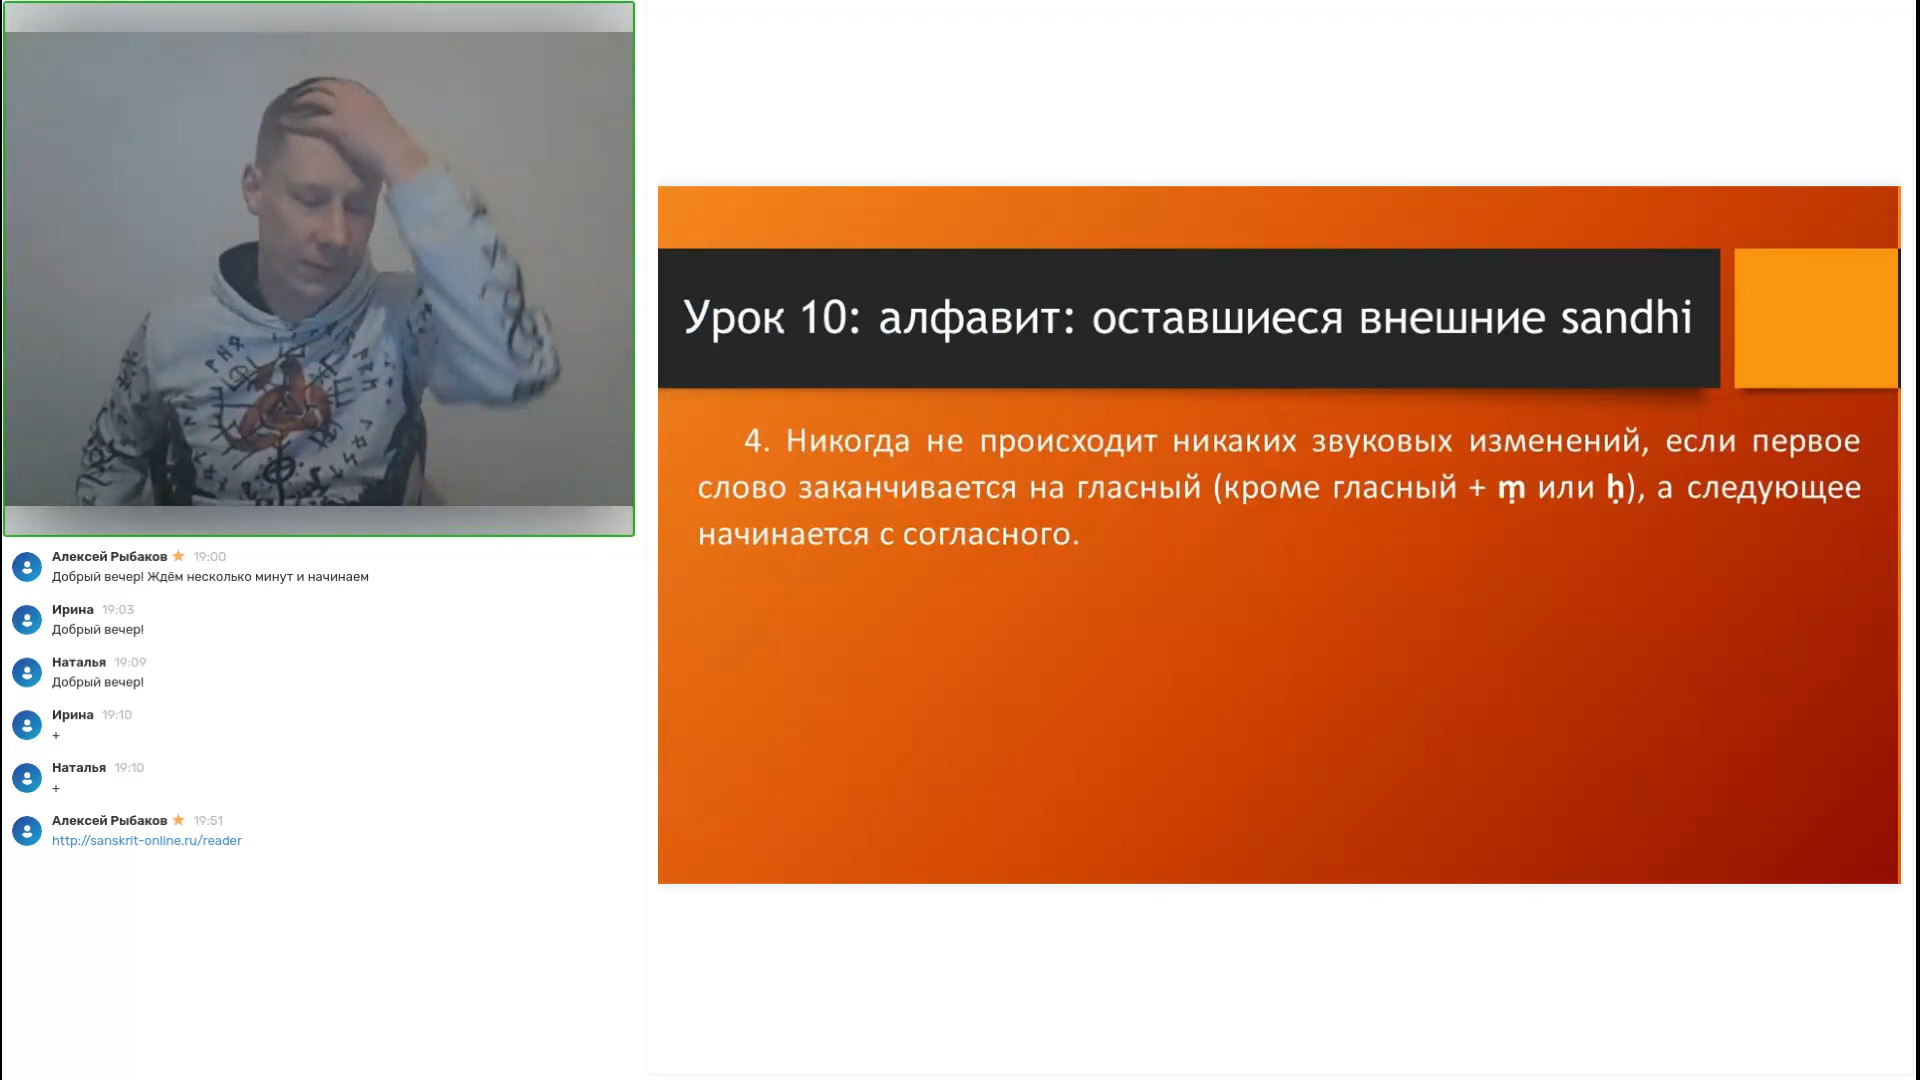 Урок 10: алфавит: оставшиеся внешние sandhi
4. Никогда не происходит никаких звуковых изменений, если первое
слово заканчивается на гласный (кроме гласный + ṃ или ḥ), а следующее
начинается с согласного.
Алексей Рыбаков 19:00
Добрый вечер! Ждём несколько минут и начинаем
Ирина 19:03
Добрый вечер!
Наталья 19:09
Добрый вечер!
Ирина 19:10
+
Наталья 19:10
+
Алексей Рыбаков 19:51
http://sanskrit-online.ru/reader